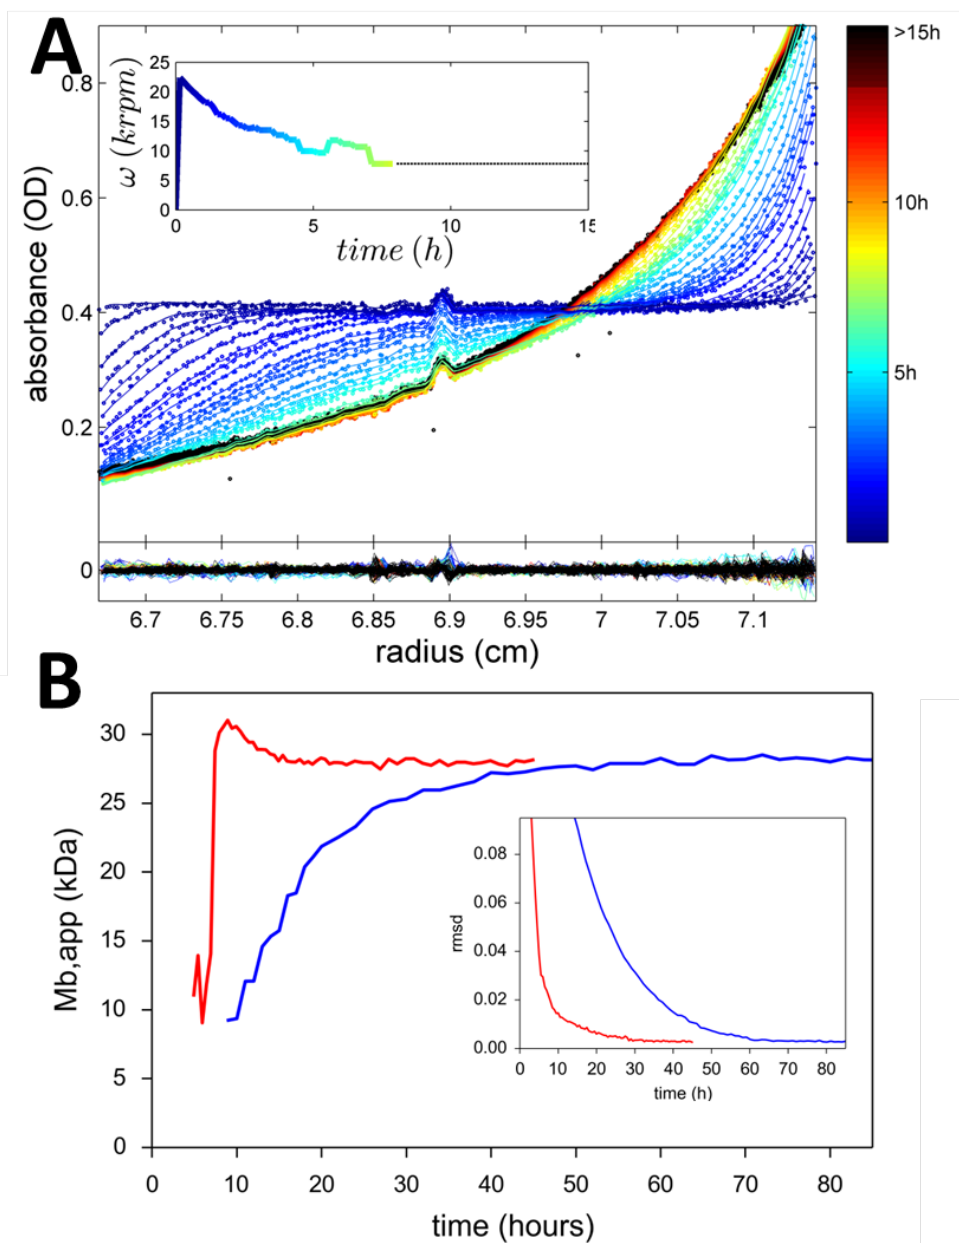 A
>15h
10h
5h
0.8
0.6
0.4
0.2
0
absorbance (OD)
25
20
15
10
5
0
ω (krpm)
0 5 10 15
time (h)
6.7 6.75 6.8 6.85 6.9 6.95 7 7.05 7.1
radius (cm)
B
30
25
20
15
10
5
0
Mb,app (kDa)
0.08
0.06
0.04
0.02
0.00
rmsd
0 10 20 30 40 50 60 70 80
time (h)
0 10 20 30 40 50 60 70 80
time (hours)